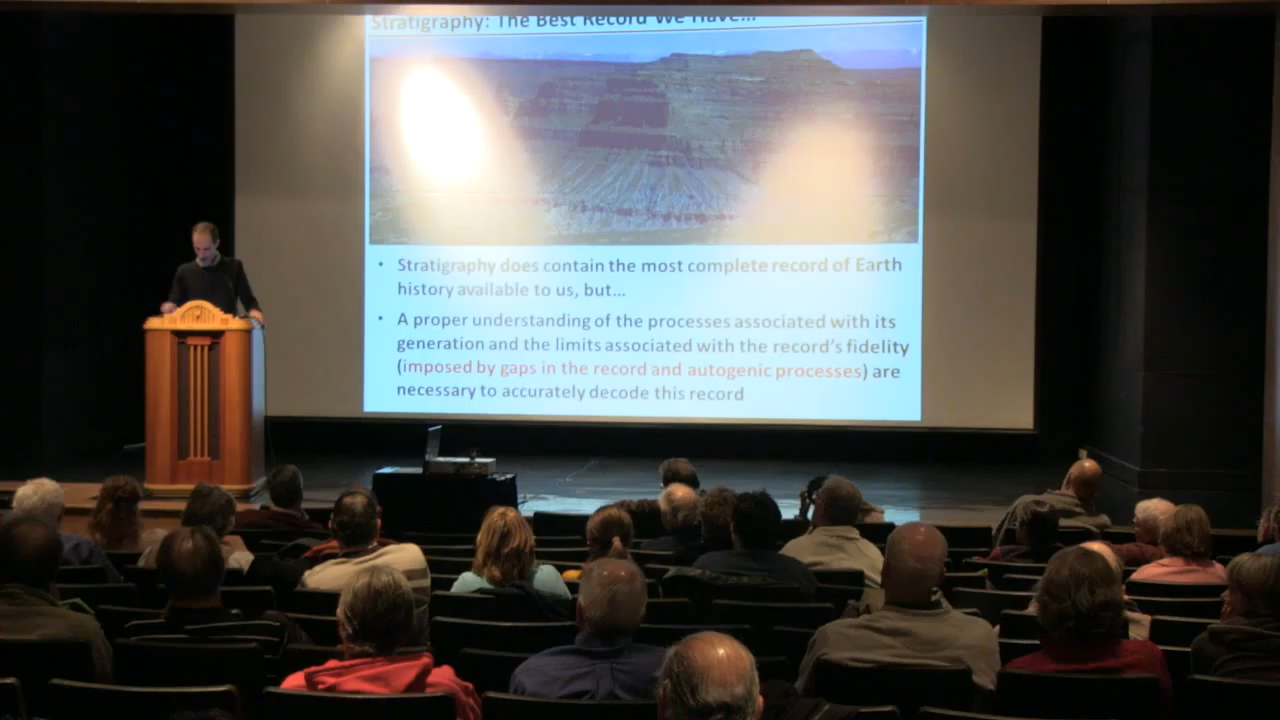 Stratigraphy: The Best Record We Have...
• Stratigraphy does contain the most complete record of Earth
history available to us, but...
• A proper understanding of the processes associated with its
generation and the limits associated with the record's fidelity
(imposed by gaps in the record and autogenic processes) are
necessary to accurately decode this record